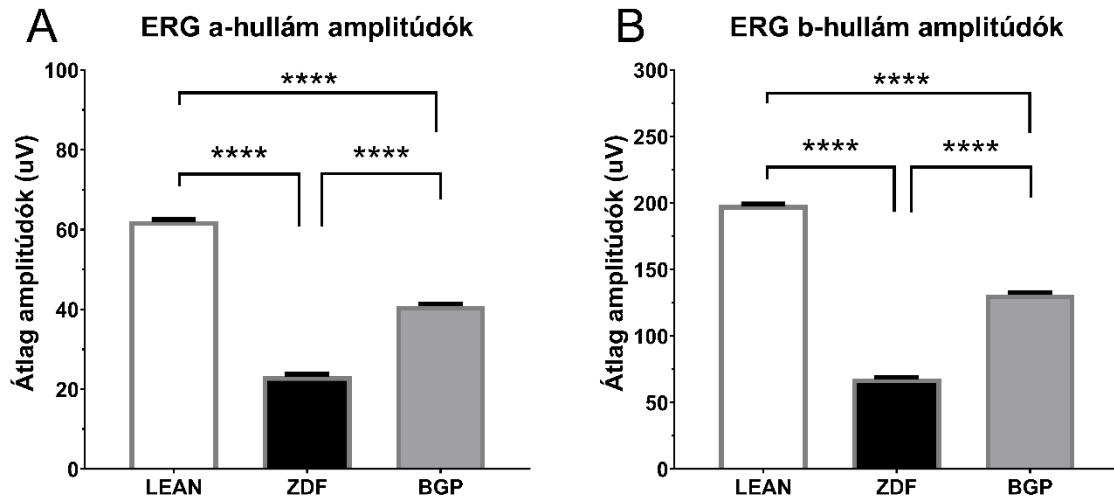 A
ERG a-hullám amplitúdók
Átlag amplitúdók (uV)
100
80
60
40
20
0
****
****
****
LEAN
ZDF
BGP
B
ERG b-hullám amplitúdók
Átlag amplitúdók (uV)
300
250
200
150
100
50
0
****
****
****
LEAN
ZDF
BGP